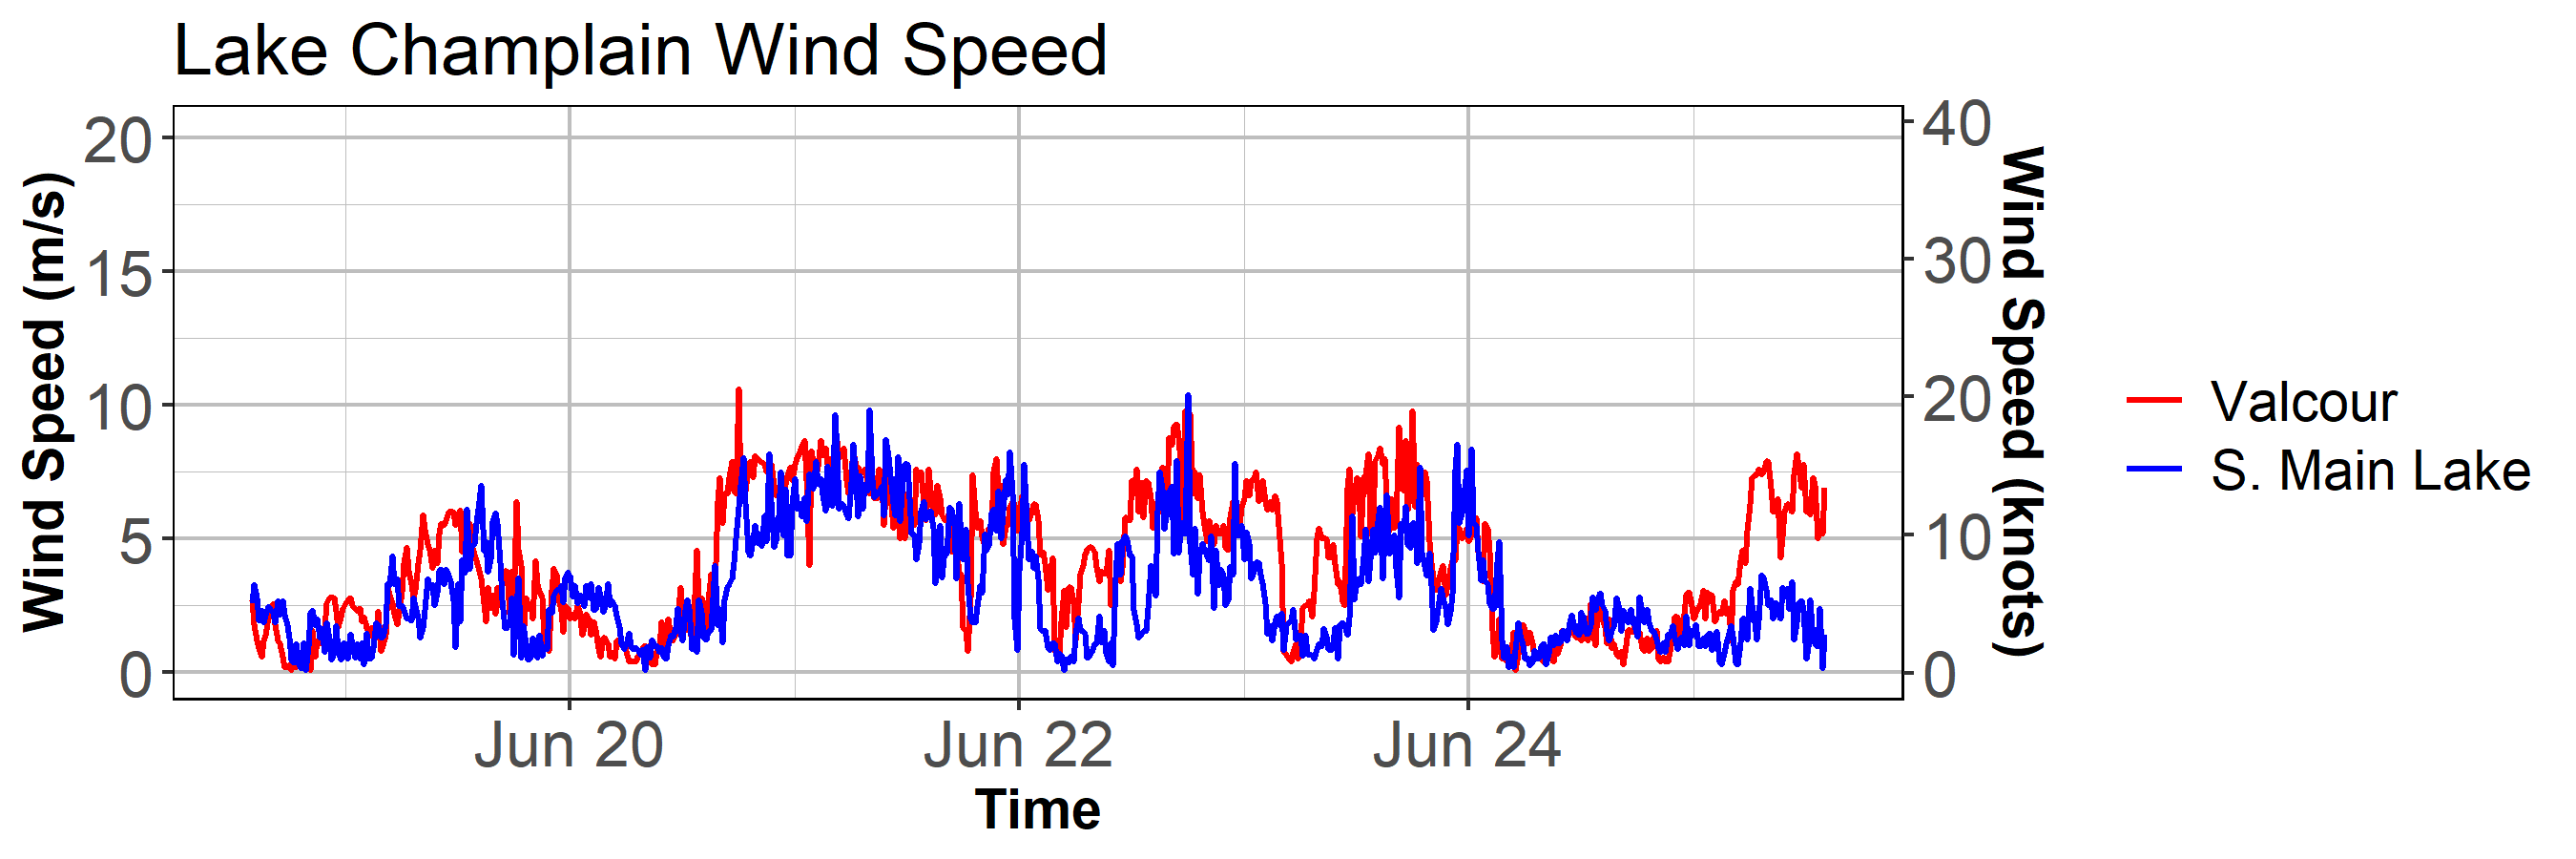 Lake Champlain Wind Speed
Wind Speed (m/s)
20
15
10
5
0
40
30
20
10
0
Wind Speed (knots)
Jun 20
Jun 22
Jun 24
Time
Valcour
S. Main Lake